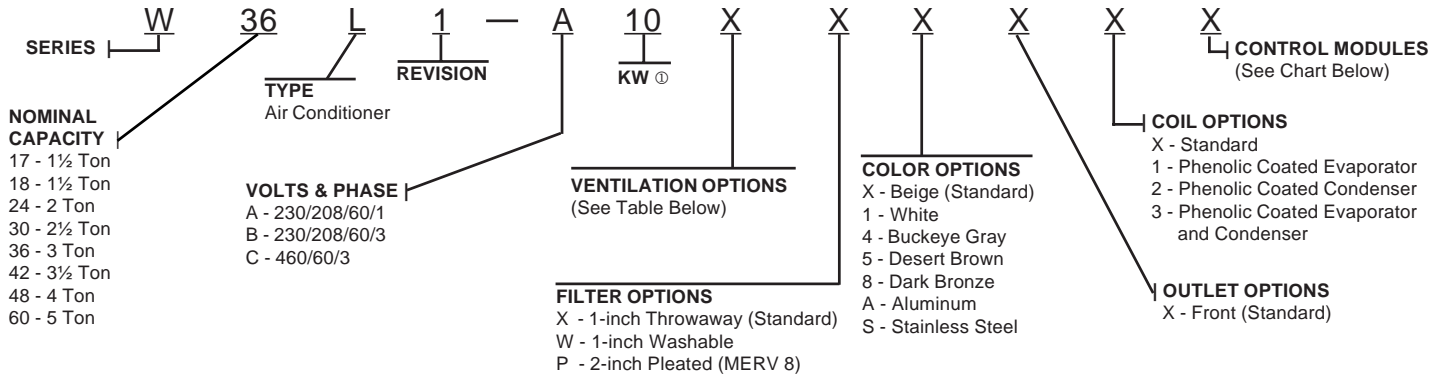 W 36 L 1 — A 10 X X X X X X
SERIES
NOMINAL
CAPACITY
17 - 1½ Ton
18 - 1½ Ton
24 - 2 Ton
30 - 2½ Ton
36 - 3 Ton
42 - 3½ Ton
48 - 4 Ton
60 - 5 Ton
TYPE
Air Conditioner
REVISION
VOLTS & PHASE
A - 230/208/60/1
B - 230/208/60/3
C - 460/60/3
KW ①
VENTILATION OPTIONS
(See Table Below)
FILTER OPTIONS
X - 1-inch Throwaway (Standard)
W - 1-inch Washable
P - 2-inch Pleated (MERV 8)
COLOR OPTIONS
X - Beige (Standard)
1 - White
4 - Buckeye Gray
5 - Desert Brown
8 - Dark Bronze
A - Aluminum
S - Stainless Steel
OUTLET OPTIONS
X - Front (Standard)
COIL OPTIONS
X - Standard
1 - Phenolic Coated Evaporator
2 - Phenolic Coated Condenser
3 - Phenolic Coated Evaporator
and Condenser
CONTROL MODULES
(See Chart Below)